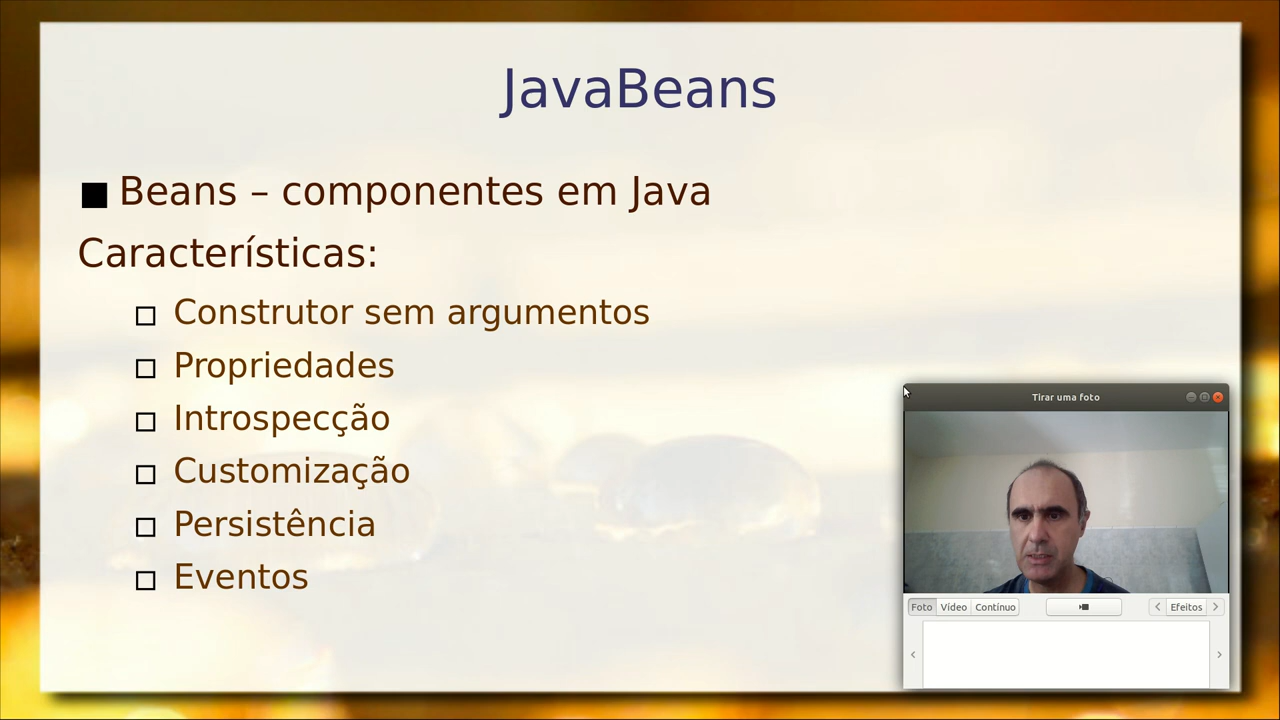 JavaBeans
Beans – componentes em Java
Características:
Construtor sem argumentos
Propriedades
Introspecção
Customização
Persistência
Eventos
Tirar uma foto
Foto Vídeo Contínuo Efeitos